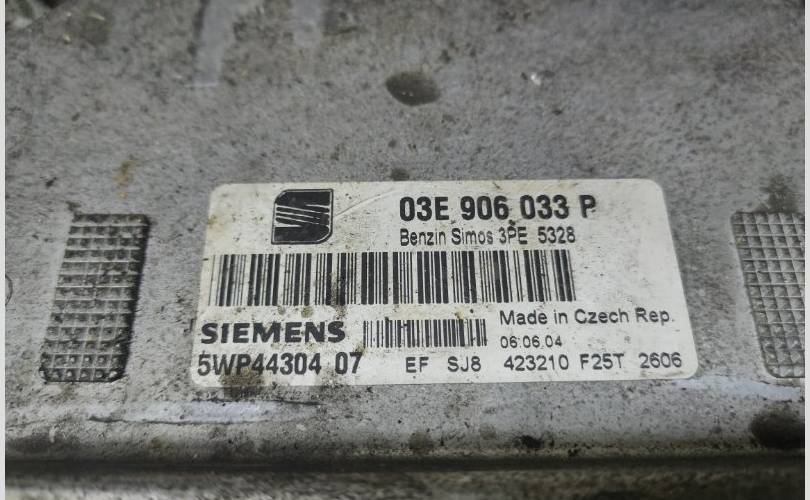 03E 906 033 P
Benzin Simos 3PE 5328
SIEMENS
Made in Czech Rep.
06.06.04
5WP44304 07 EF SJ8 423210 F25T 2606